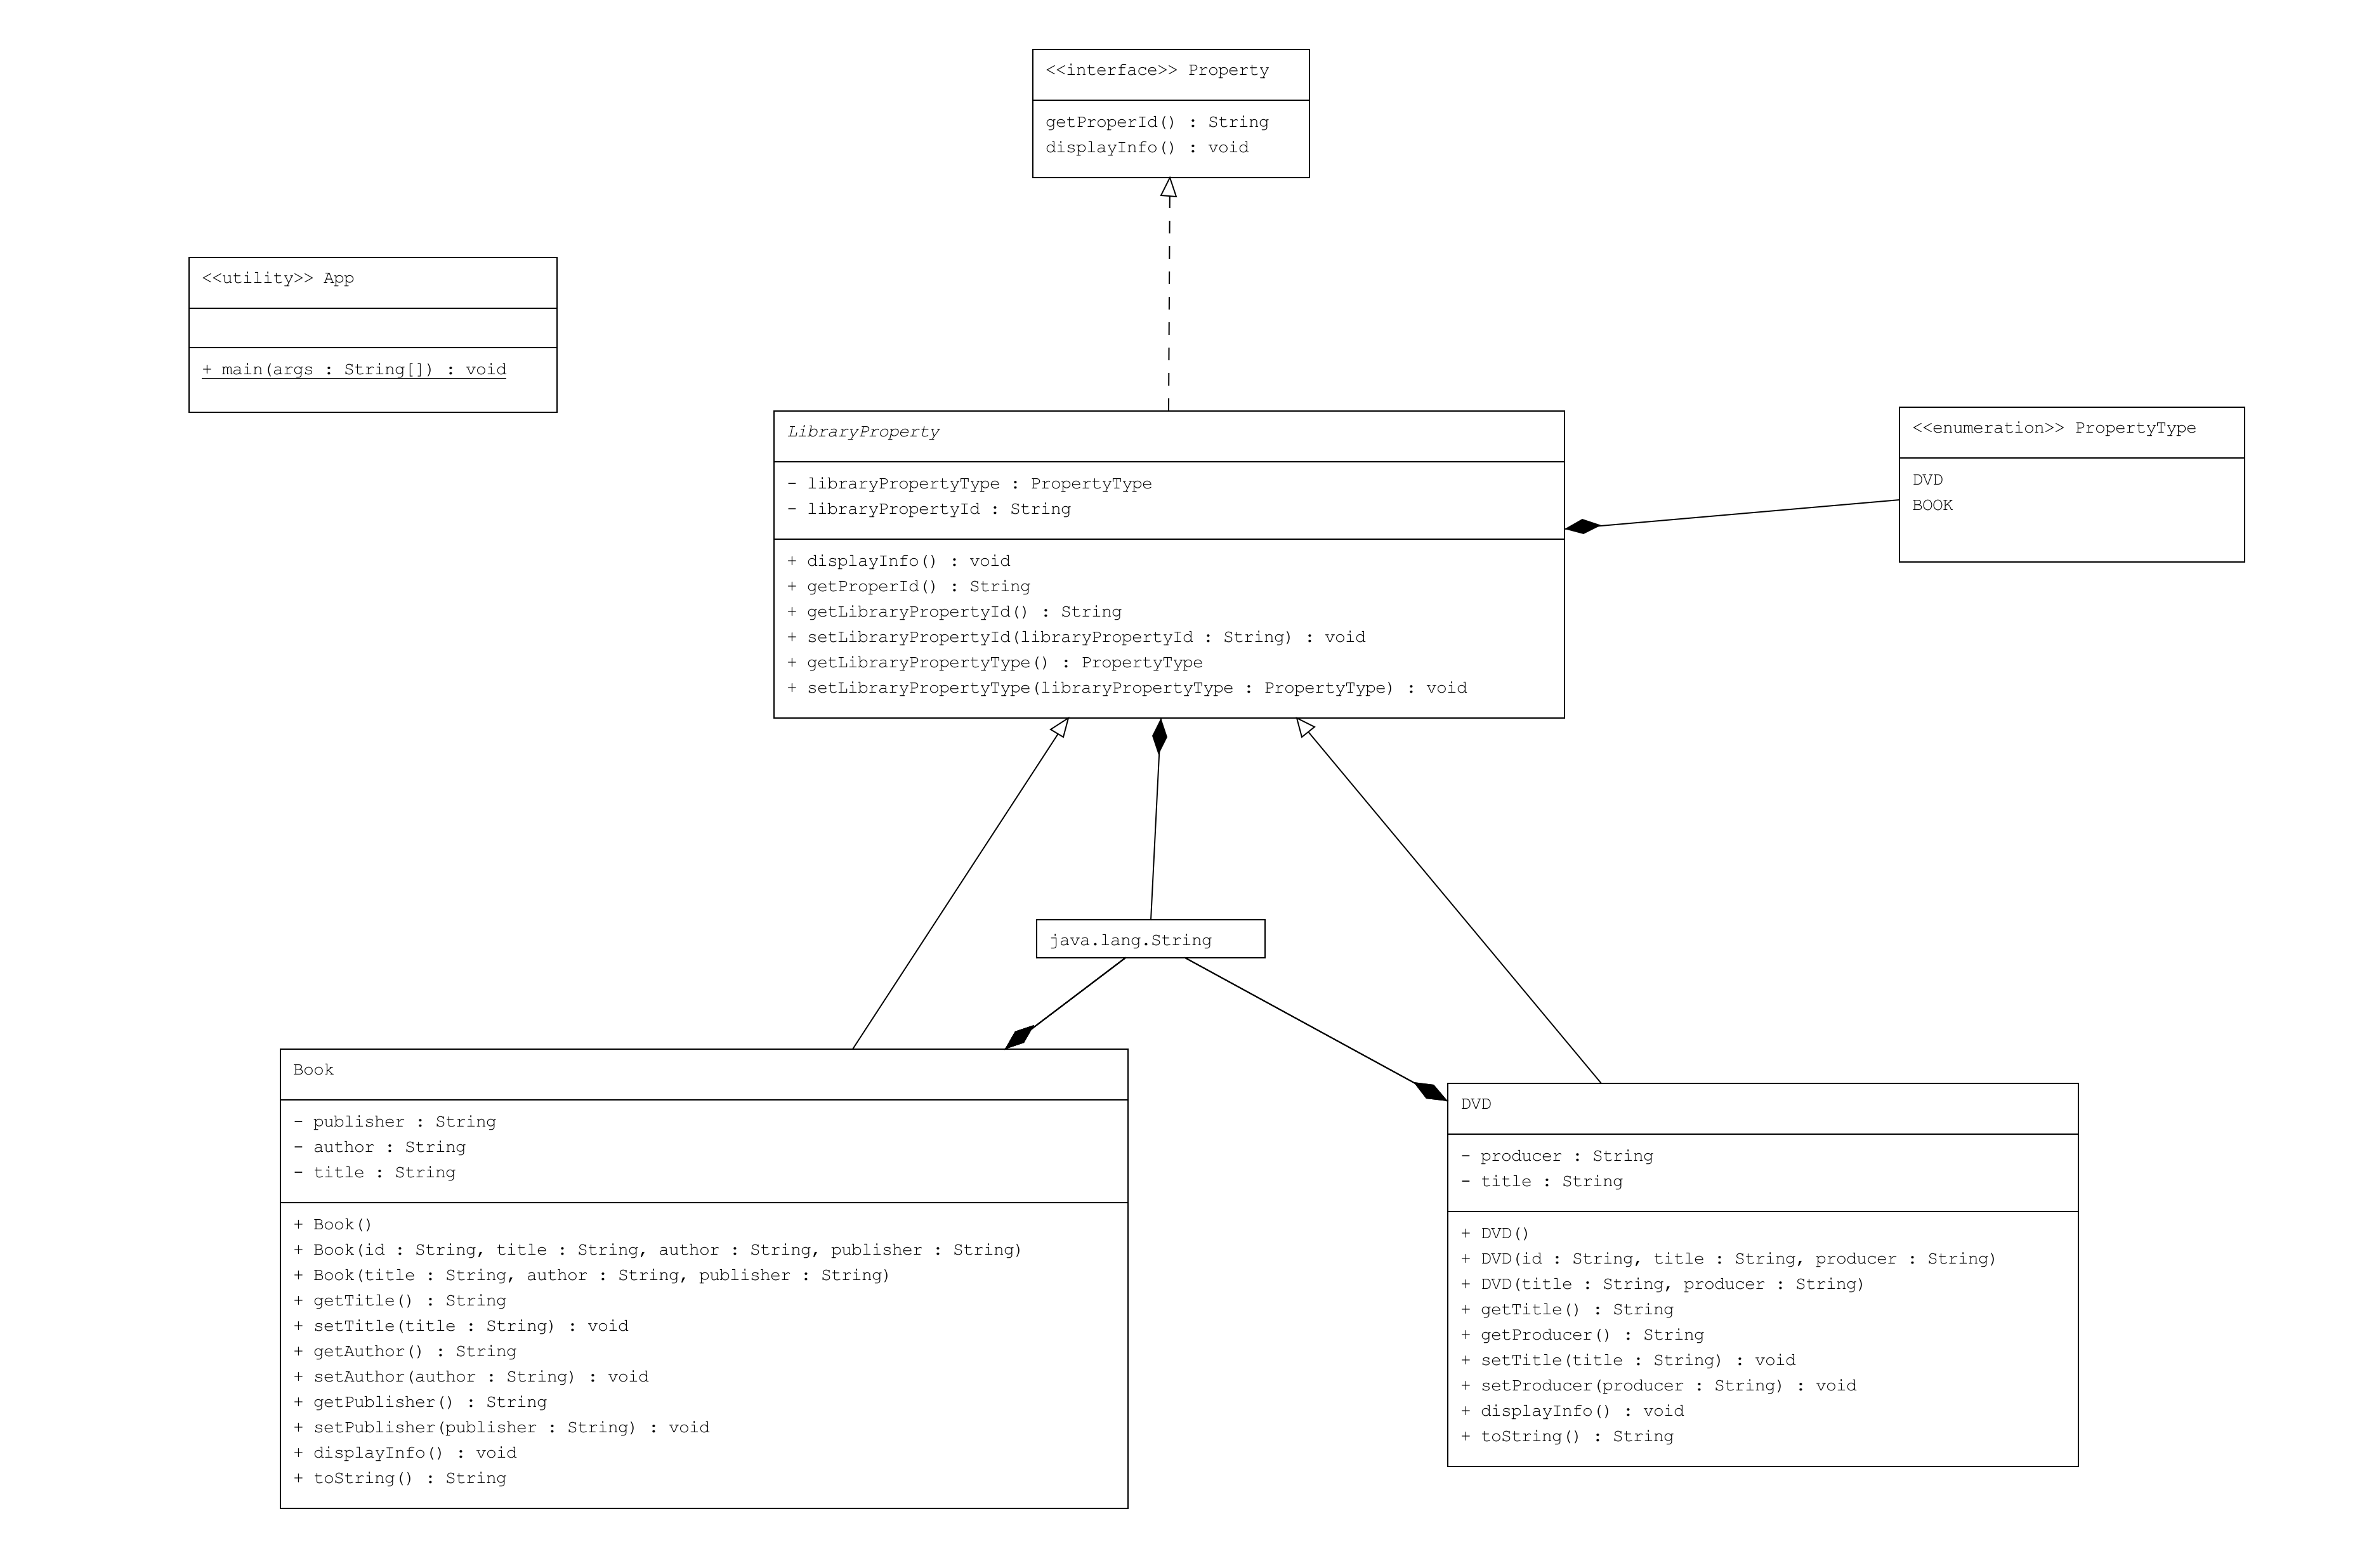 <<interface>> Property
getProperId() : String
displayInfo() : void
<<utility>> App
+ main(args : String[]) : void
LibraryProperty
- libraryPropertyType : PropertyType
- libraryPropertyId : String
+ displayInfo() : void
+ getProperId() : String
+ getLibraryPropertyId() : String
+ setLibraryPropertyId(libraryPropertyId : String) : void
+ getLibraryPropertyType() : PropertyType
+ setLibraryPropertyType(libraryPropertyType : PropertyType) : void
<<enumeration>> PropertyType
DVD
BOOK
java.lang.String
Book
- publisher : String
- author : String
- title : String
+ Book()
+ Book(id : String, title : String, author : String, publisher : String)
+ Book(title : String, author : String, publisher : String)
+ getTitle() : String
+ setTitle(title : String) : void
+ getAuthor() : String
+ setAuthor(author : String) : void
+ getPublisher() : String
+ setPublisher(publisher : String) : void
+ displayInfo() : void
+ toString() : String
DVD
- producer : String
- title : String
+ DVD()
+ DVD(id : String, title : String, producer : String)
+ DVD(title : String, producer : String)
+ getTitle() : String
+ getProducer() : String
+ setTitle(title : String) : void
+ setProducer(producer : String) : void
+ displayInfo() : void
+ toString() : String